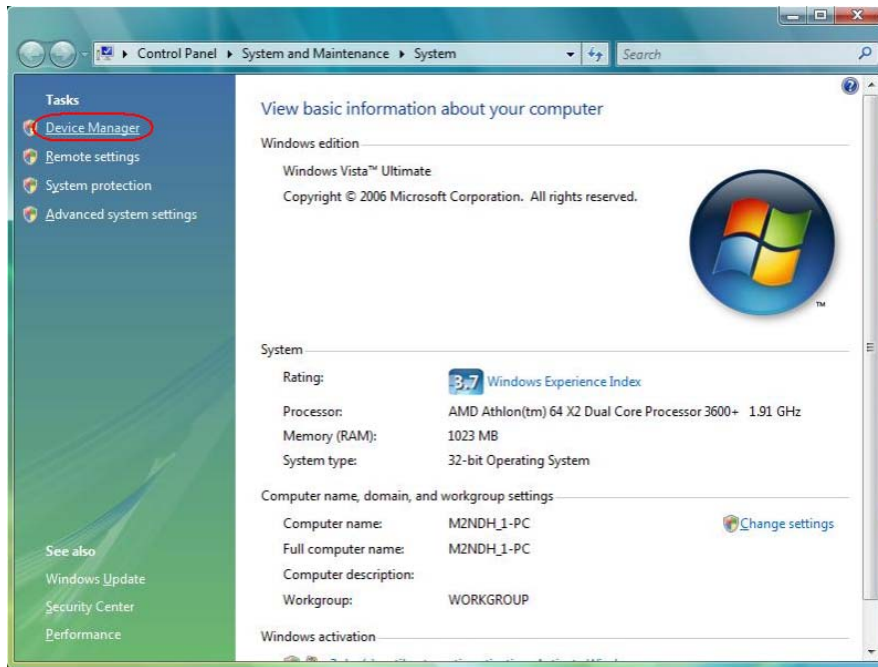 Control Panel ▸ System and Maintenance ▸ System
Search
Tasks
Device Manager
Remote settings
System protection
Advanced system settings
See also
Windows Update
Security Center
Performance
View basic information about your computer
Windows edition
Windows Vista™ Ultimate
Copyright © 2006 Microsoft Corporation. All rights reserved.
TM
System
Rating: 3.7 Windows Experience Index
Processor: AMD Athlon(tm) 64 X2 Dual Core Processor 3600+ 1.91 GHz
Memory (RAM): 1023 MB
System type: 32-bit Operating System
Computer name, domain, and workgroup settings
Computer name: M2NDH_1-PC Change settings
Full computer name: M2NDH_1-PC
Computer description:
Workgroup: WORKGROUP
Windows activation